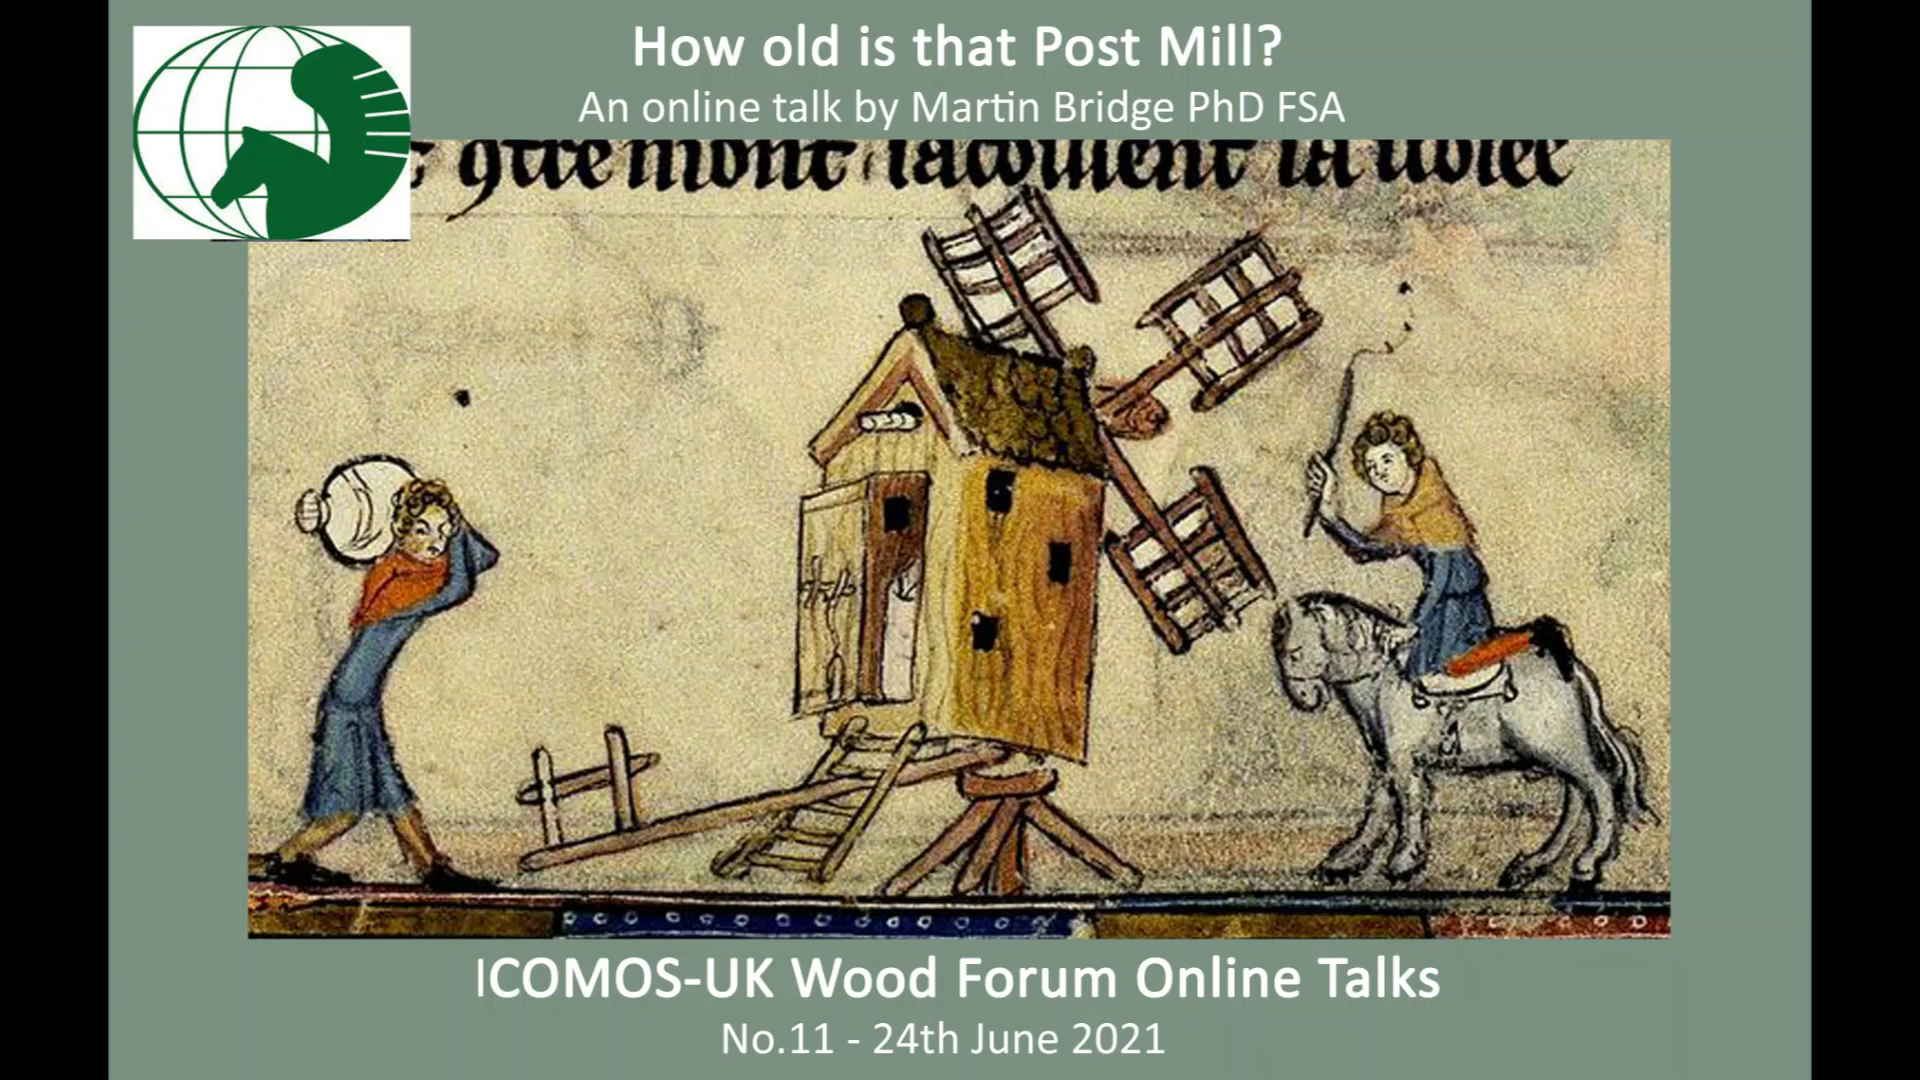 How old is that Post Mill?
An online talk by Martin Bridge PhD FSA
ICOMOS-UK Wood Forum Online Talks
No.11 - 24th June 2021